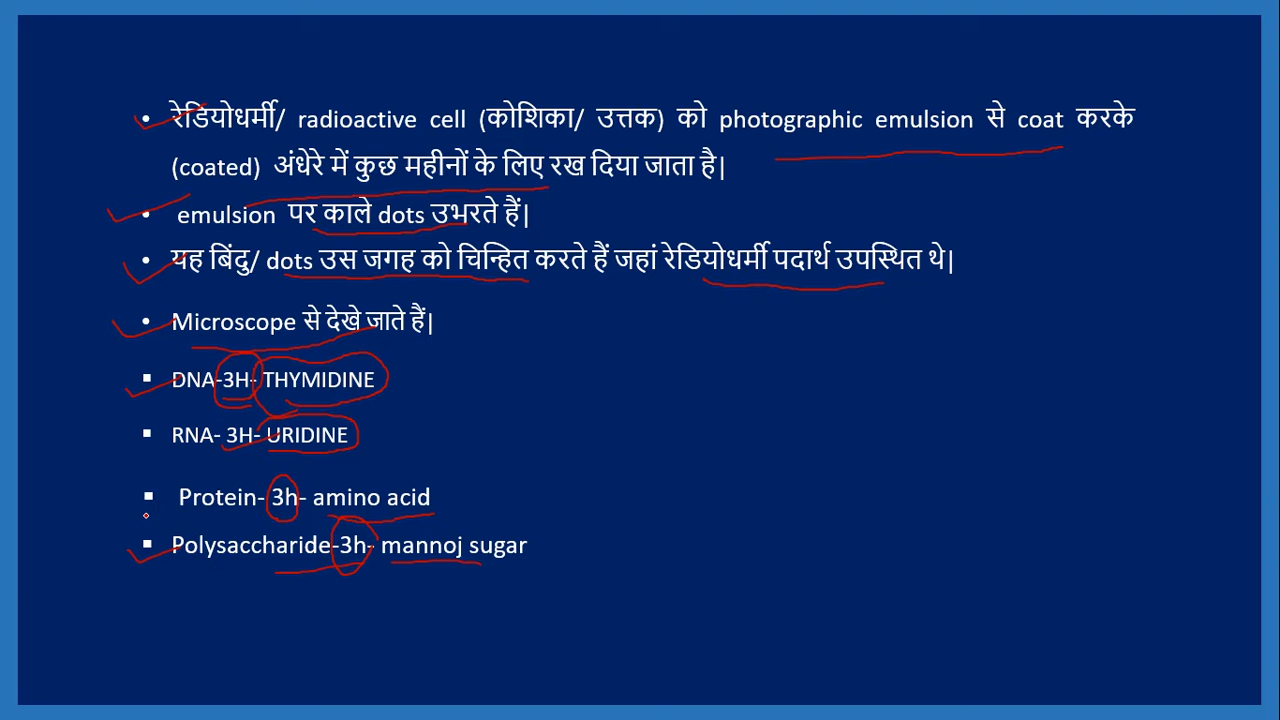 • रेडियोधर्मी/ radioactive cell (कोशिका/ उत्तक) को photographic emulsion से coat करके
(coated) अंधेरे में कुछ महीनों के लिए रख दिया जाता है|
• emulsion पर काले dots उभरते हैं|
• यह बिंदु/ dots उस जगह को चिन्हित करते हैं जहां रेडियोधर्मी पदार्थ उपस्थित थे|
• Microscope से देखे जाते हैं|
▪ DNA-3H- THYMIDINE
▪ RNA- 3H- URIDINE
▪ Protein- 3h- amino acid
▪ Polysaccharide-3h- mannoj sugar